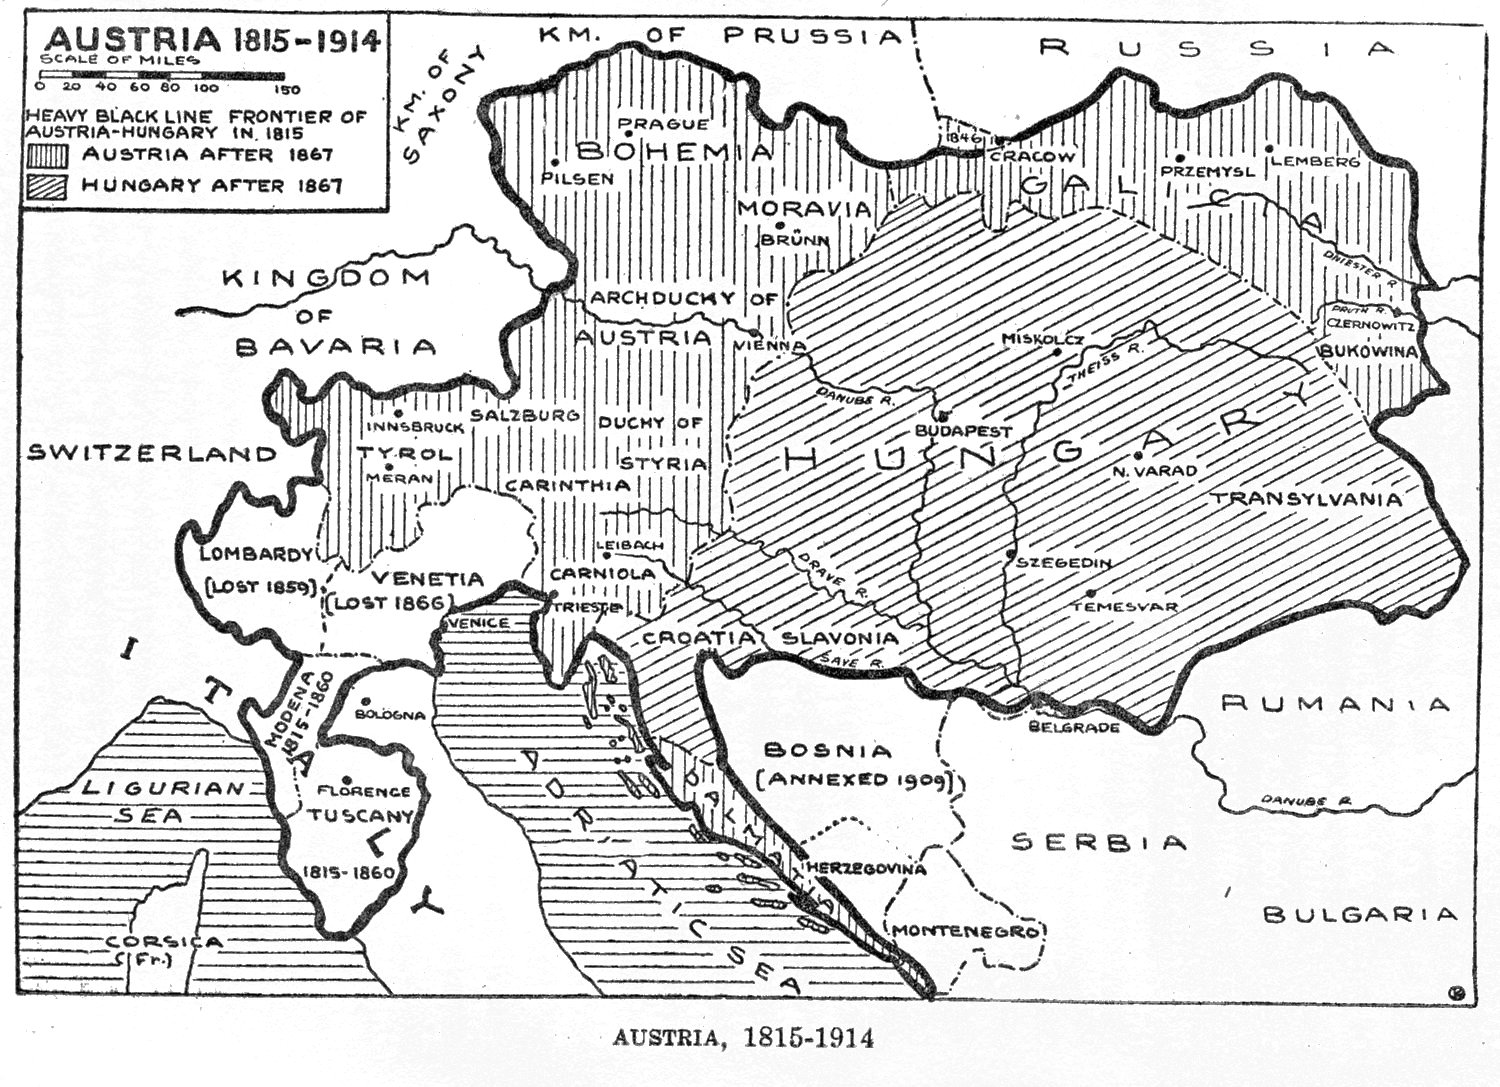 AUSTRIA 1815-1914
SCALE OF MILES
0 20 40 60 80 100 150
HEAVY BLACK LINE FRONTIER OF
AUSTRIA-HUNGARY IN 1815
AUSTRIA AFTER 1867
HUNGARY AFTER 1867
KM. OF PRUSSIA
RUSSIA
KM. OF
SAXONY
PRAGUE
BOHEMIA
PILSEN
MORAVIA
BRÜNN
1846
CRACOW
PRZEMYSL
LEMBERG
GALICIA
DNIESTER R.
PRUTH R.
CZERNOWITZ
BUKOWINA
KINGDOM
OF
BAVARIA
ARCHDUCHY OF
AUSTRIA
VIENNA
MISKOLCZ
THEISS R.
DANUBE R.
BUDAPEST
HUNGARY
N. VARAD
TRANSYLVANIA
SWITZERLAND
INNSBRUCK
SALZBURG
DUCHY OF
STYRIA
TYROL
MERAN
CARINTHIA
LOMBARDY
(LOST 1859)
VENETIA
(LOST 1866)
VENICE
LEIBACH
CARNIOLA
TRIESTE
DRAVE R.
SZEGEDIN
TEMESVAR
CROATIA
SLAVONIA
SAVE R.
BELGRADE
RUMANIA
DANUBE R.
ITALY
MODENA
1815-1860
BOLOGNA
FLORENCE
TUSCANY
1815-1860
LIGURIAN
SEA
CORSICA
(Fr.)
ADRIATIC SEA
DALMATIA
BOSNIA
(ANNEXED 1909)
HERZEGOVINA
MONTENEGRO
SERBIA
BULGARIA
AUSTRIA, 1815-1914